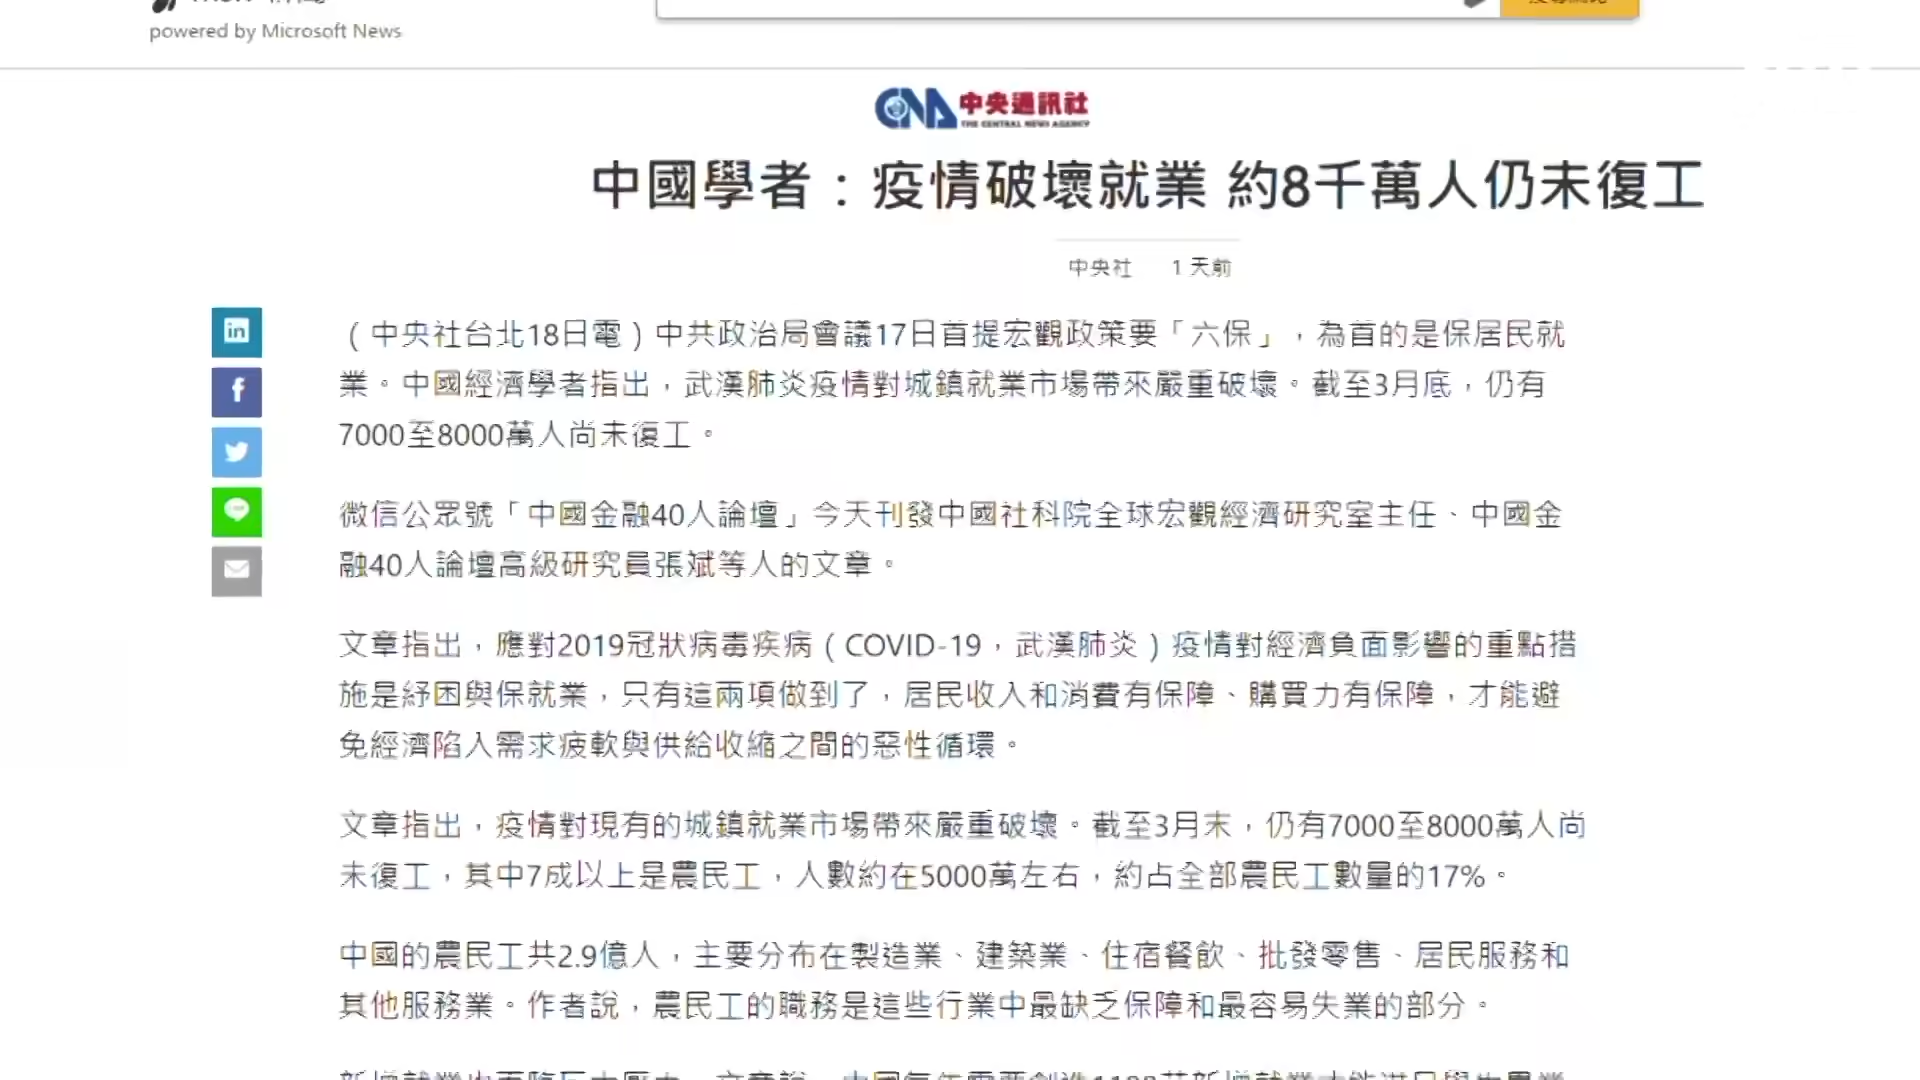 powered by Microsoft News
CNA 中央通訊社
THE CENTRAL NEWS AGENCY
中國學者：疫情破壞就業 約8千萬人仍未復工
中央社 1 天前
（中央社台北18日電）中共政治局會議17日首提宏觀政策要「六保」，為首的是保居民就
業。中國經濟學者指出，武漢肺炎疫情對城鎮就業市場帶來嚴重破壞。截至3月底，仍有
7000至8000萬人尚未復工。
微信公眾號「中國金融40人論壇」今天刊發中國社科院全球宏觀經濟研究室主任、中國金
融40人論壇高級研究員張斌等人的文章。
文章指出，應對2019冠狀病毒疾病（COVID-19，武漢肺炎）疫情對經濟負面影響的重點措
施是紓困與保就業，只有這兩項做到了，居民收入和消費有保障、購買力有保障，才能避
免經濟陷入需求疲軟與供給收縮之間的惡性循環。
文章指出，疫情對現有的城鎮就業市場帶來嚴重破壞。截至3月末，仍有7000至8000萬人尚
未復工，其中7成以上是農民工，人數約在5000萬左右，約占全部農民工數量的17%。
中國的農民工共2.9億人，主要分布在製造業、建築業、住宿餐飲、批發零售、居民服務和
其他服務業。作者說，農民工的職務是這些行業中最缺乏保障和最容易失業的部分。